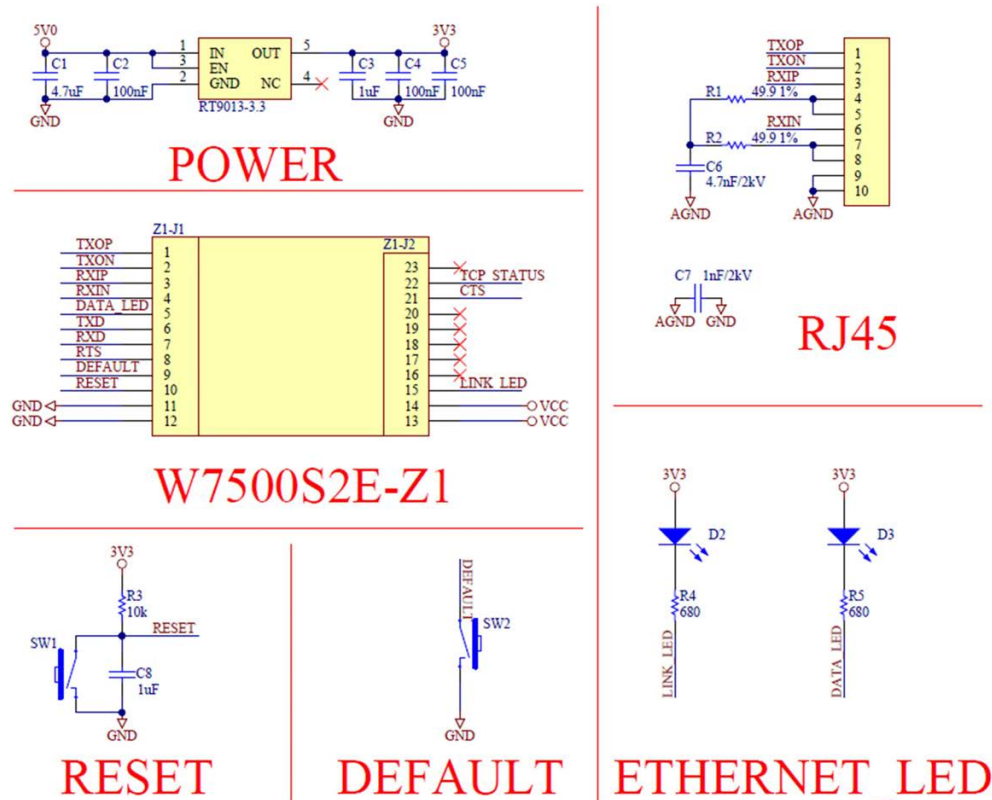 5V0
3V3
C1
4.7uF
C2
100nF
1
3
2
IN
EN
GND
OUT
NC
5
4
RT9013-3.3
C3
1uF
C4
100nF
C5
100nF
GND
GND
POWER
Z1-J1
Z1-J2
TXOP 1
TXON 2
RXIP 3
RXIN 4
DATA_LED 5
TXD 6
RXD 7
RTS 8
DEFAULT 9
RESET 10
GND 11
GND 12
23
22 TCP_STATUS
21 CTS
20
19
18
17
16
15 LINK_LED
14 VCC
13 VCC
W7500S2E-Z1
3V3
R3
10k
RESET
SW1
C8
1uF
GND
RESET
DEFAULT
SW2
GND
DEFAULT
TXOP 1
TXON 2
RXIP 3
R1 49.9 1% 4
5
RXIN 6
R2 49.9 1% 7
8
9
10
C6
4.7nF/2kV
AGND
AGND
C7 1nF/2kV
AGND GND
RJ45
3V3
D2
R4
680
LINK_LED
3V3
D3
R5
680
DATA_LED
ETHERNET_LED